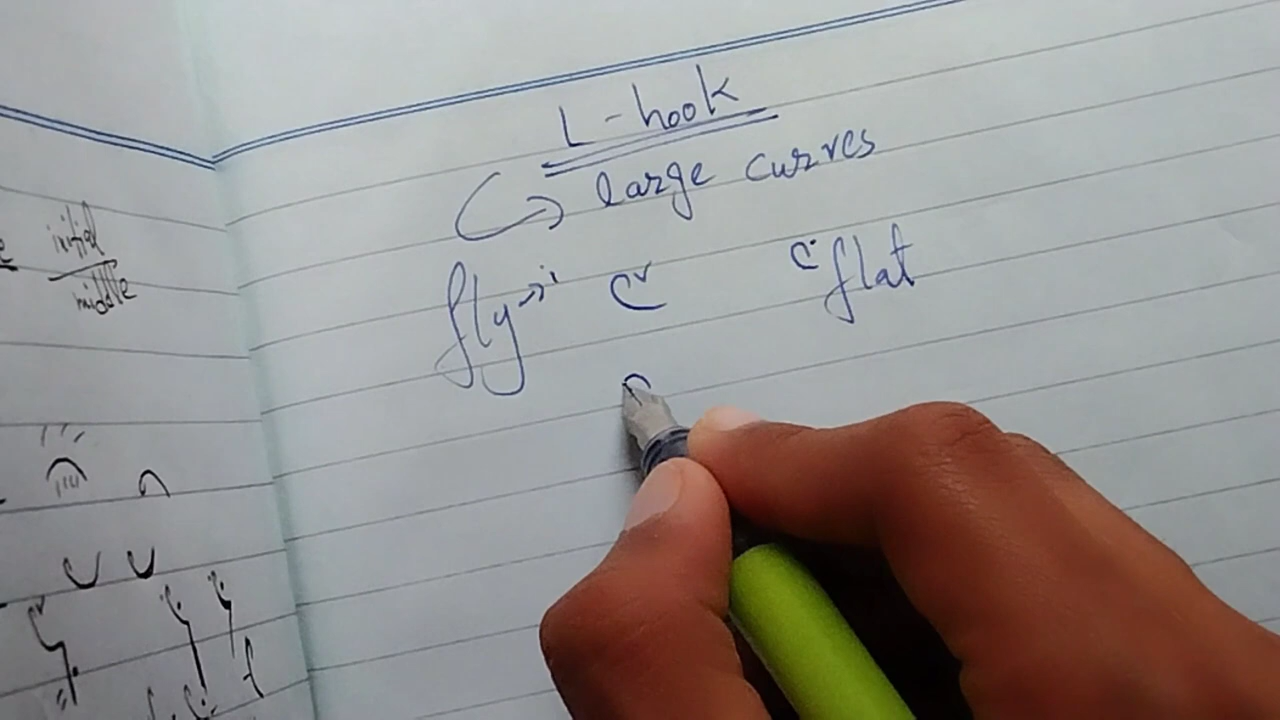 L-hook
large curves
fly flat
initial
middle